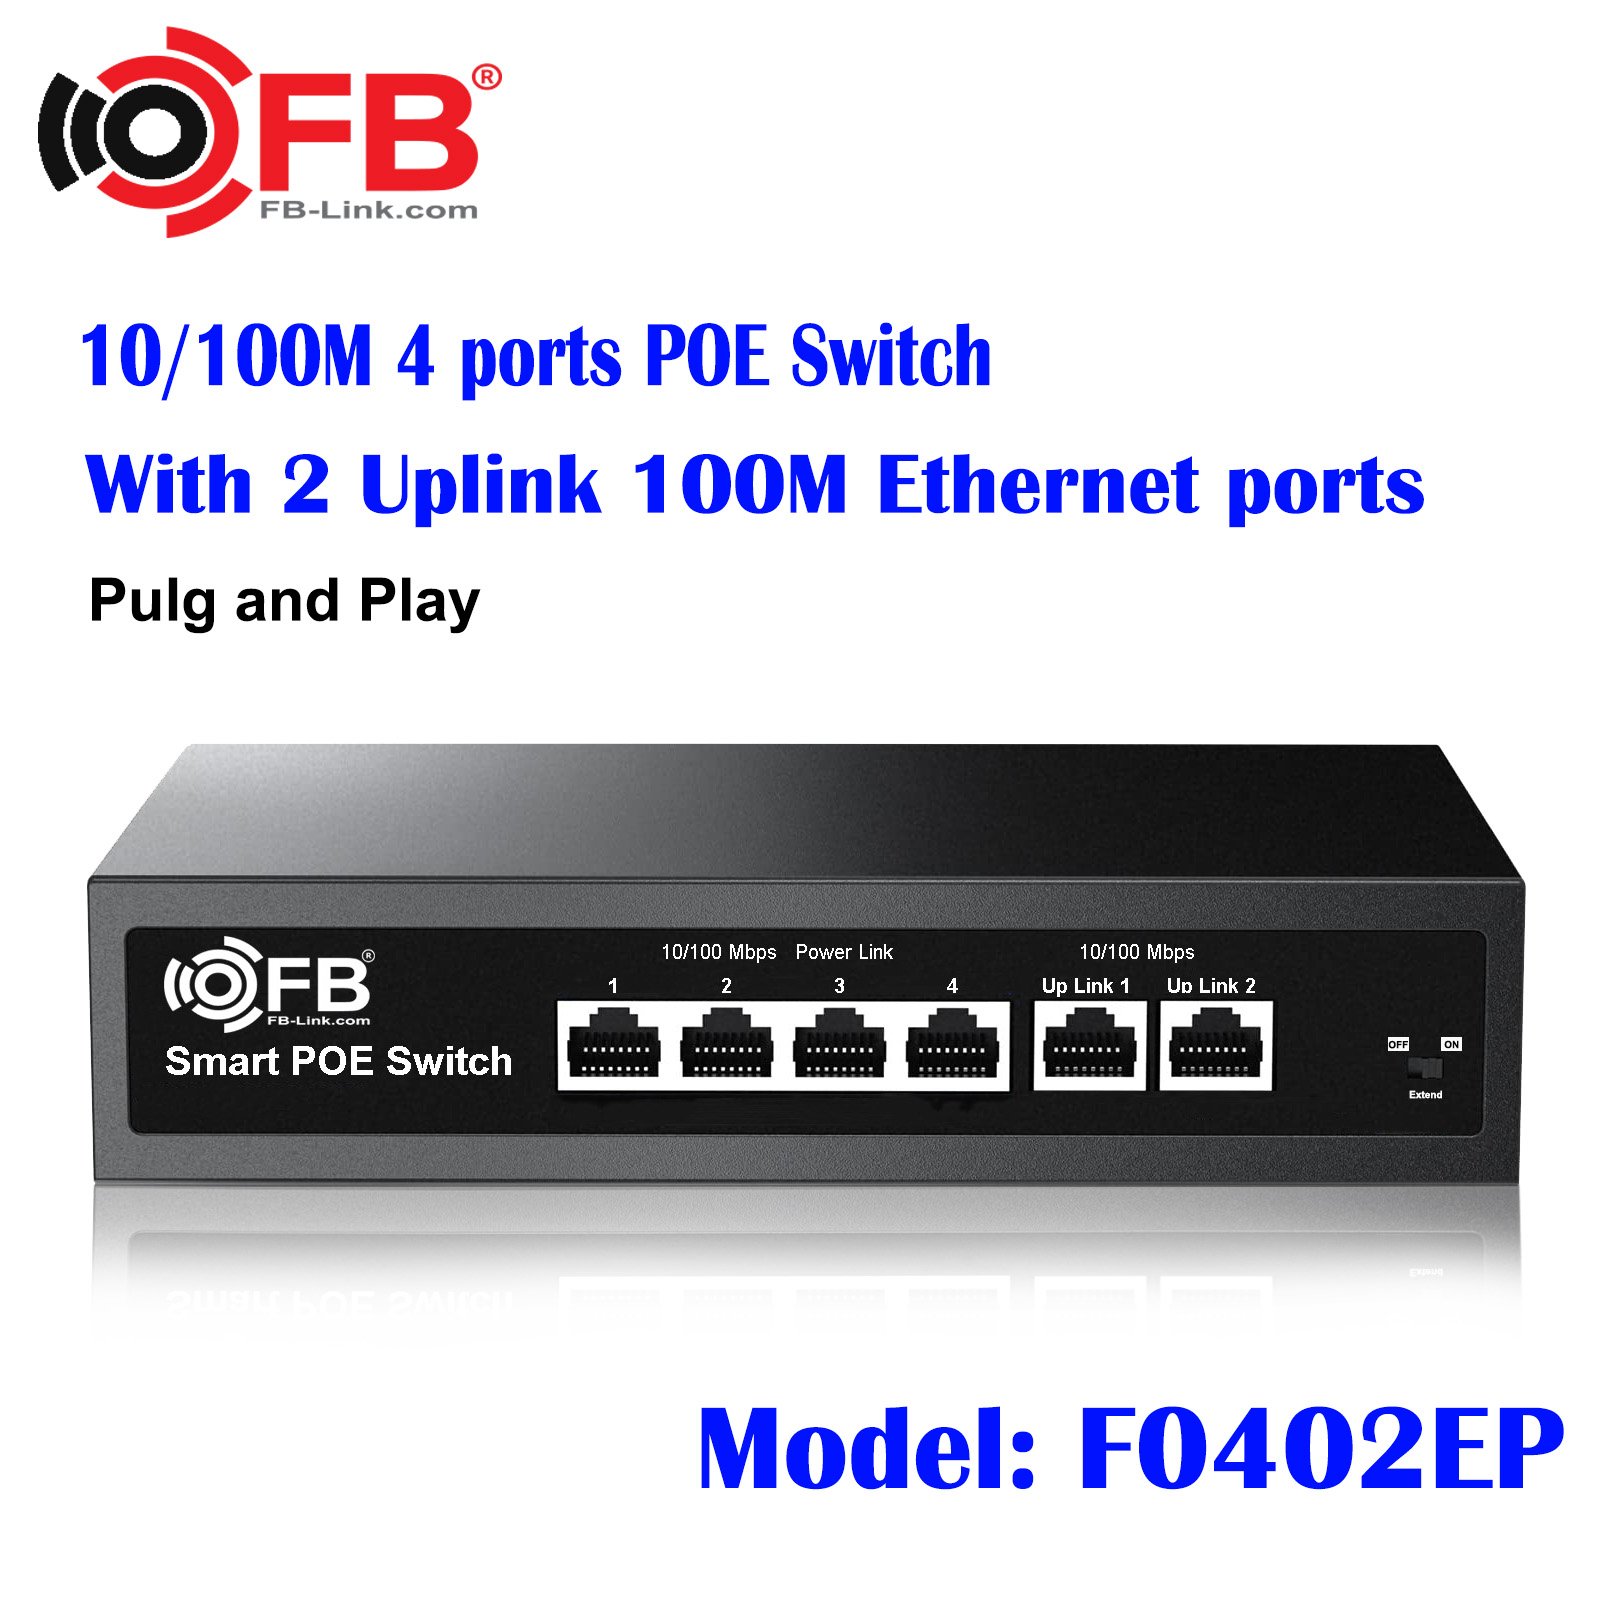 FB®
FB-Link.com
10/100M 4 ports POE Switch
With 2 Uplink 100M Ethernet ports
Pulg and Play
10/100 Mbps Power Link 10/100 Mbps
1 2 3 4 Up Link 1 Up Link 2
FB®
FB-Link.com
Smart POE Switch
OFF ON
Extend
Model: F0402EP